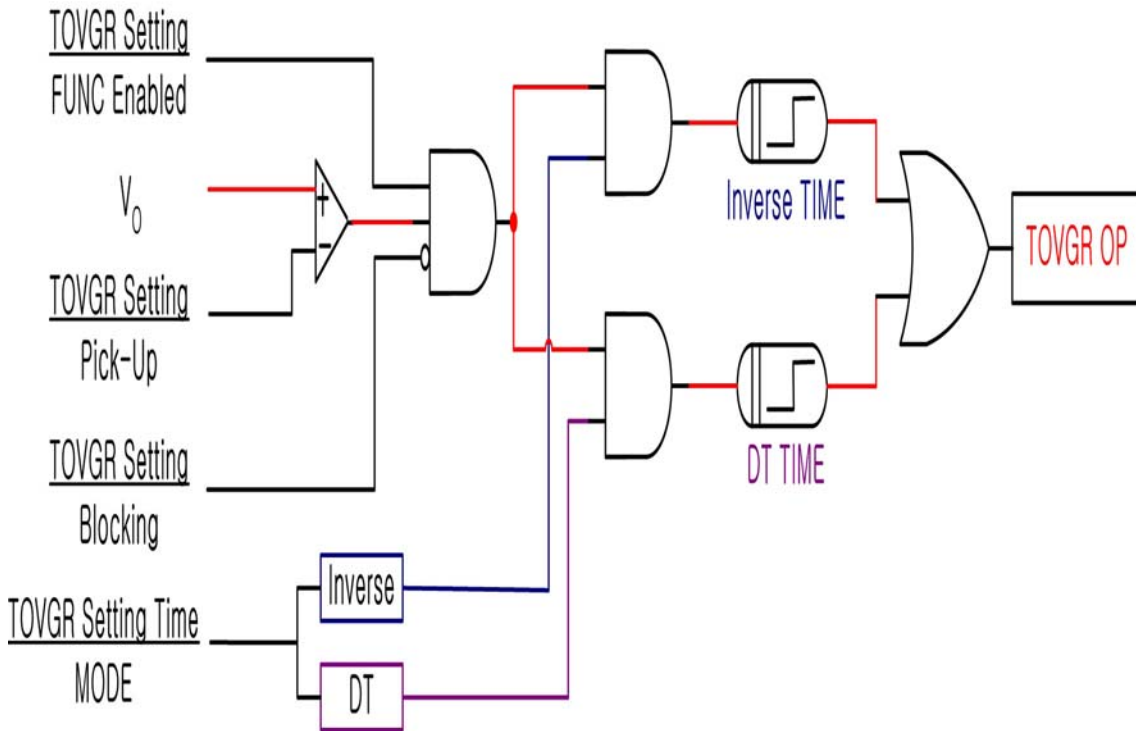 TOVGR Setting
FUNC Enabled
V0
+
-
TOVGR Setting
Pick-Up
TOVGR Setting
Blocking
TOVGR Setting Time
MODE
Inverse
DT
Inverse TIME
DT TIME
TOVGR OP